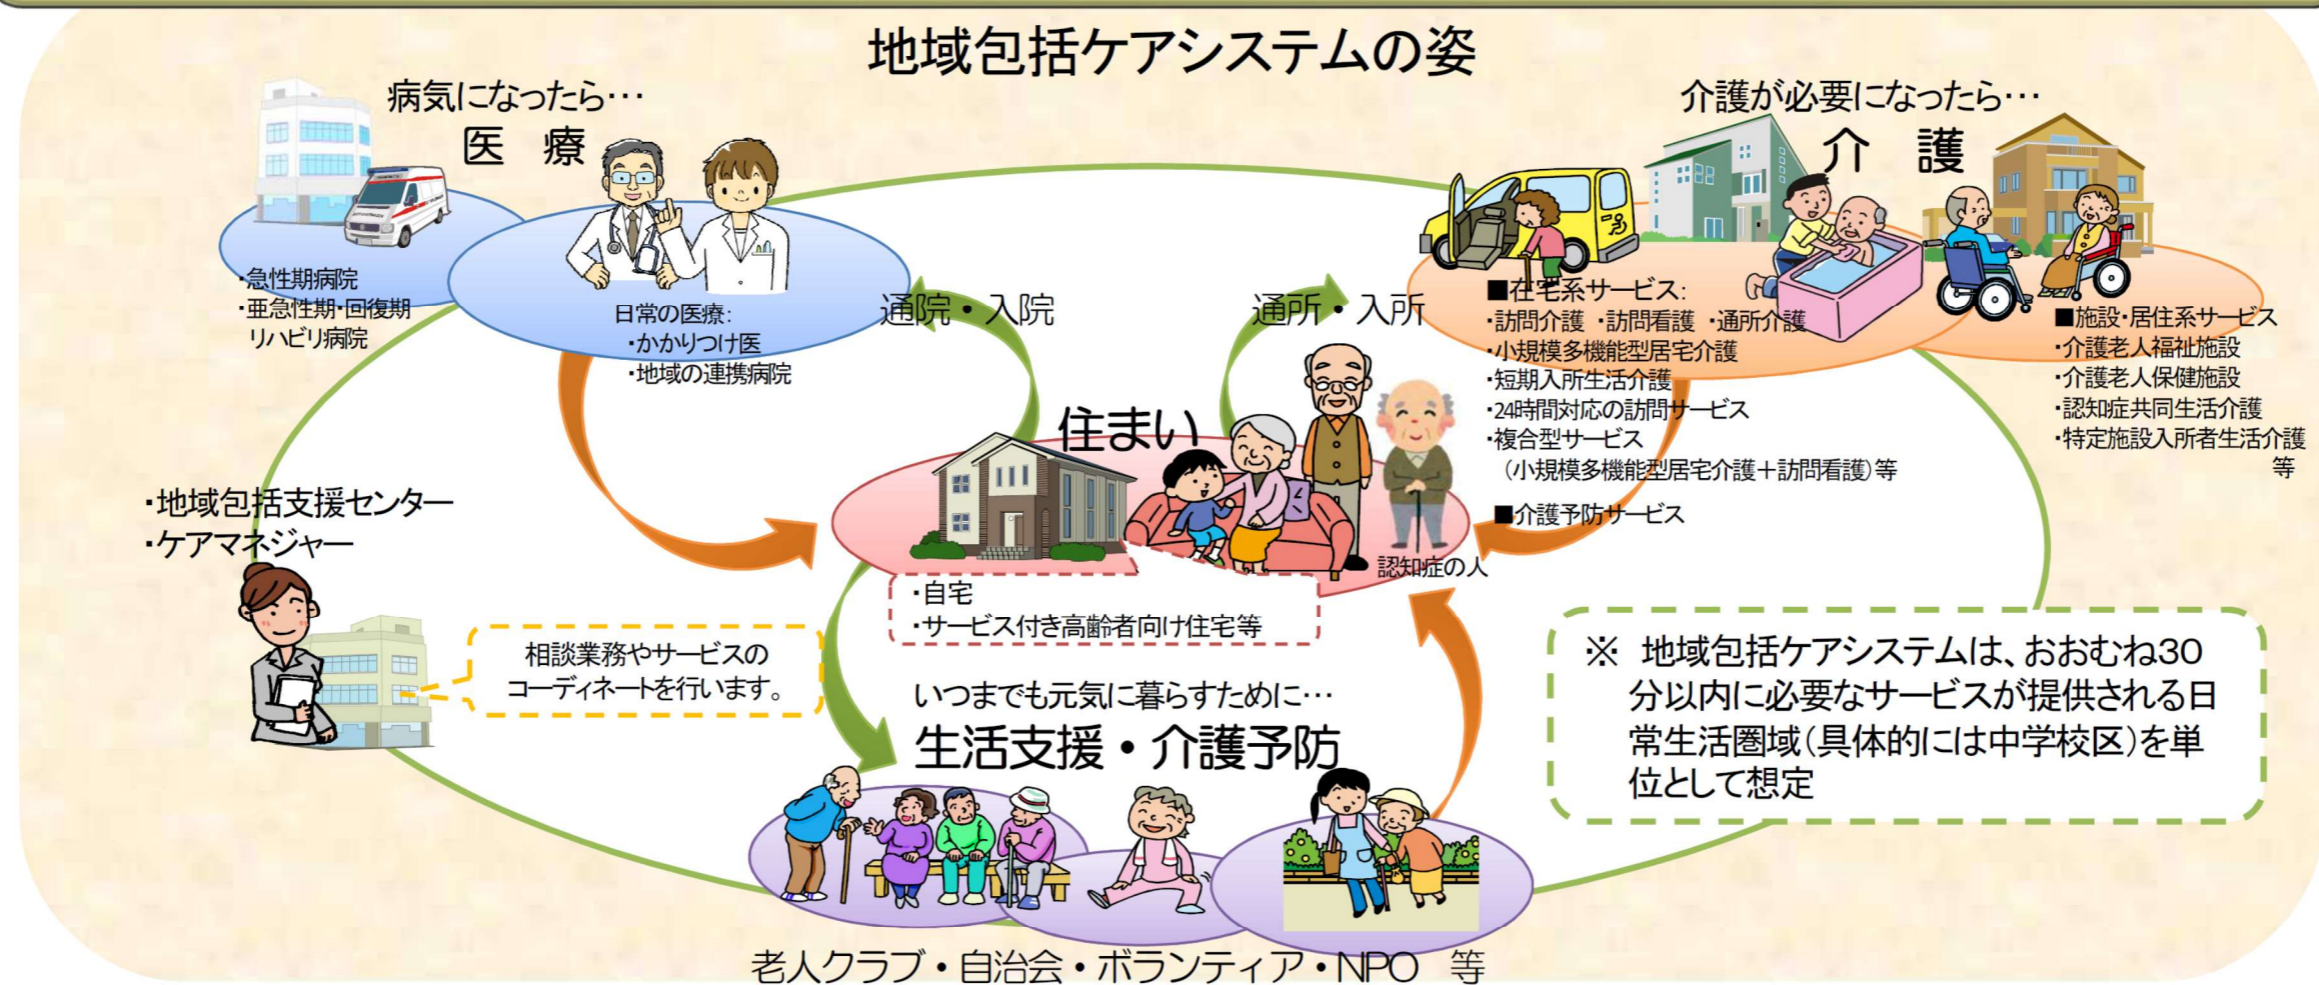 地域包括ケアシステムの姿
病気になったら…
医 療
・急性期病院
・亜急性期・回復期
リハビリ病院
日常の医療:
・かかりつけ医
・地域の連携病院
通院・入院
通所・入所
介護が必要になったら…
介 護
■在宅系サービス:
・訪問介護 ・訪問看護 ・通所介護
・小規模多機能型居宅介護
・短期入所生活介護
・24時間対応の訪問サービス
・複合型サービス
(小規模多機能型居宅介護+訪問看護)等
■介護予防サービス
■施設・居住系サービス
・介護老人福祉施設
・介護老人保健施設
・認知症共同生活介護
・特定施設入所者生活介護
等
住まい
認知症の人
・自宅
・サービス付き高齢者向け住宅等
・地域包括支援センター
・ケアマネジャー
相談業務やサービスの
コーディネートを行います。
いつまでも元気に暮らすために…
生活支援・介護予防
老人クラブ・自治会・ボランティア・NPO 等
※ 地域包括ケアシステムは、おおむね30
分以内に必要なサービスが提供される日
常生活圏域(具体的には中学校区)を単
位として想定